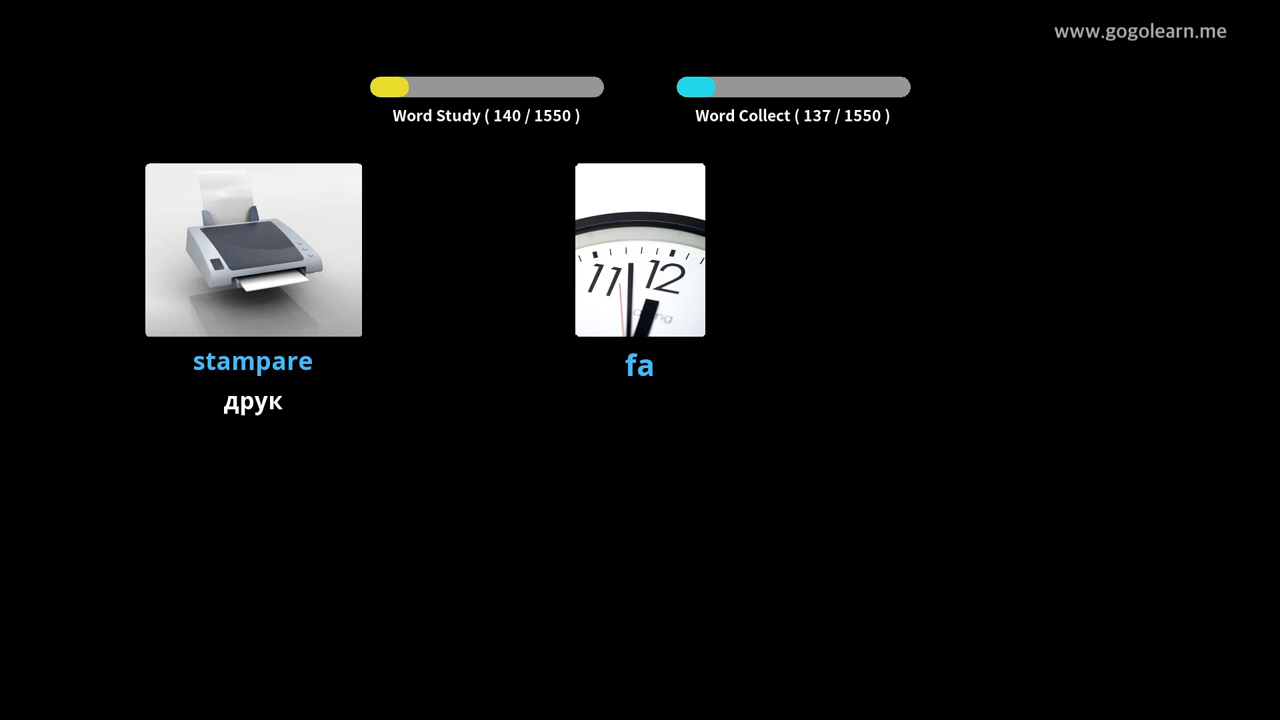 www.gogolearn.me
Word Study ( 140 / 1550 )
Word Collect ( 137 / 1550 )
11 12
stampare
друк
fa